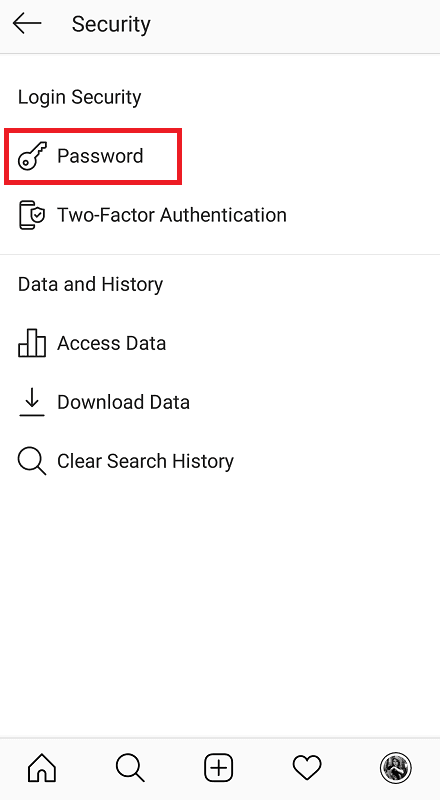 Security
Login Security
Password
Two-Factor Authentication
Data and History
Access Data
Download Data
Clear Search History